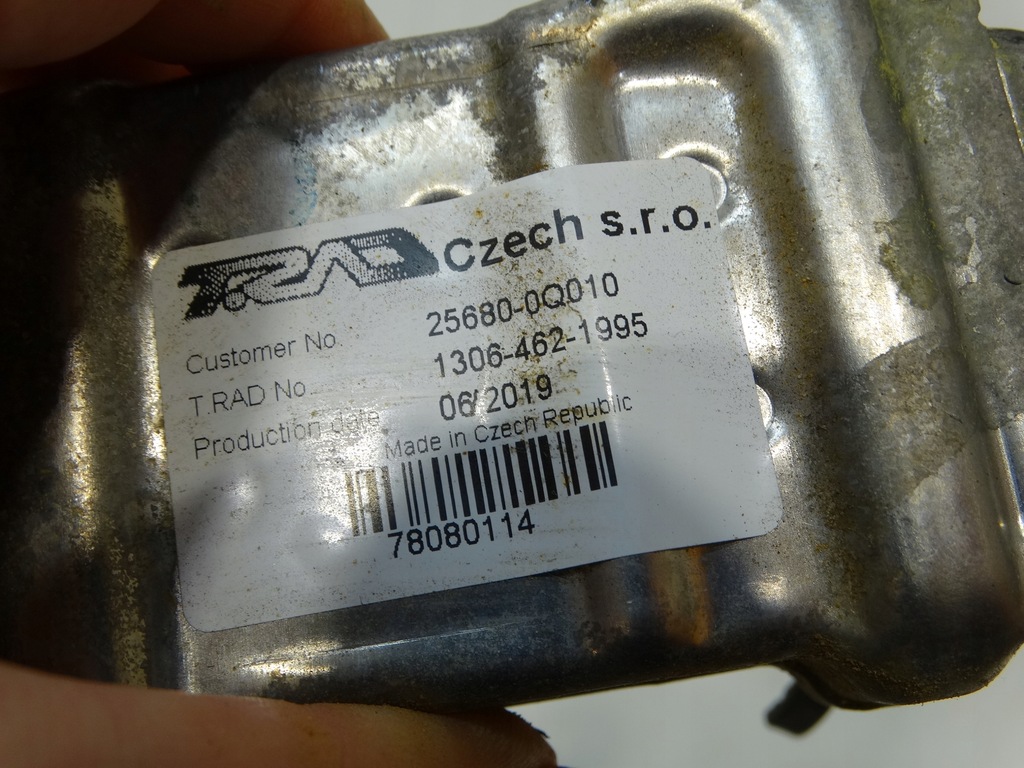 T.RAD Czech s.r.o.
Customer No 25680-0Q010
T.RAD No 1306-462-1995
Production date 06/2019
Made in Czech Republic
78080114